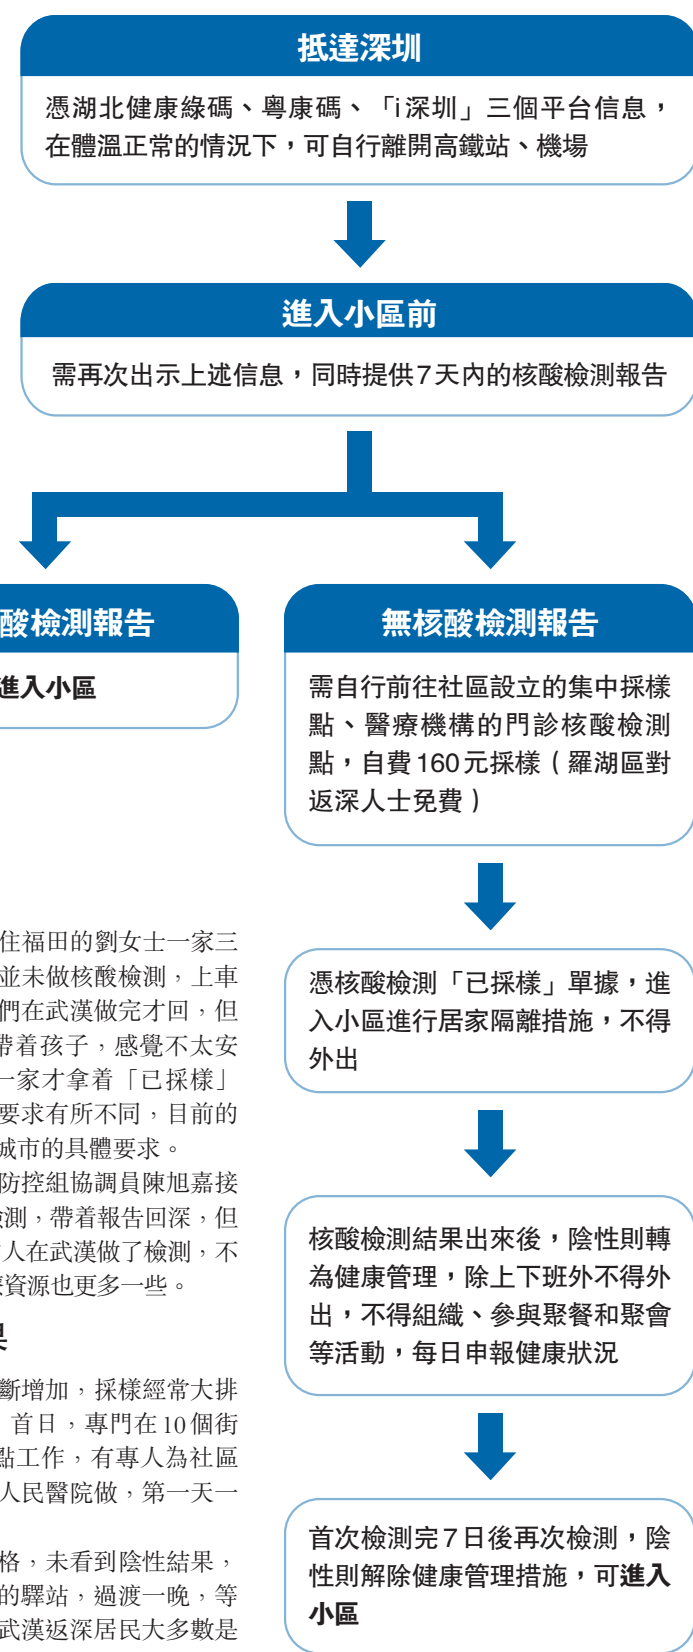 抵達深圳
憑湖北健康綠碼、粵康碼、「i深圳」三個平台信息，
在體溫正常的情況下，可自行離開高鐵站、機場
進入小區前
需再次出示上述信息，同時提供7天內的核酸檢測報告
酸檢測報告
進入小區
無核酸檢測報告
需自行前往社區設立的集中採樣
點、醫療機構的門診核酸檢測
點，自費160元採樣（羅湖區對
返深人士免費）
憑核酸檢測「已採樣」單據，進
入小區進行居家隔離措施，不得
外出
核酸檢測結果出來後，陰性則轉
為健康管理，除上下班外不得外
出，不得組織、參與聚餐和聚會
等活動，每日申報健康狀況
首次檢測完7日後再次檢測，陰
性則解除健康管理措施，可進入
小區
住福田的劉女士一家三
並未做核酸檢測，上車
們在武漢做完才回，但
帶着孩子，感覺不太安
一家才拿着「已採樣」
要求有所不同，目前的
城市的具體要求。
防控組協調員陳旭嘉接
檢測，帶着報告回深，但
人在武漢做了檢測，不
資源也更多一些。
果
斷增加，採樣經常大排
首日，專門在10個街
點工作，有專人為社區
人民醫院做，第一天一
格，未看到陰性結果，
的驛站，過渡一晚，等
武漢返深居民大多數是